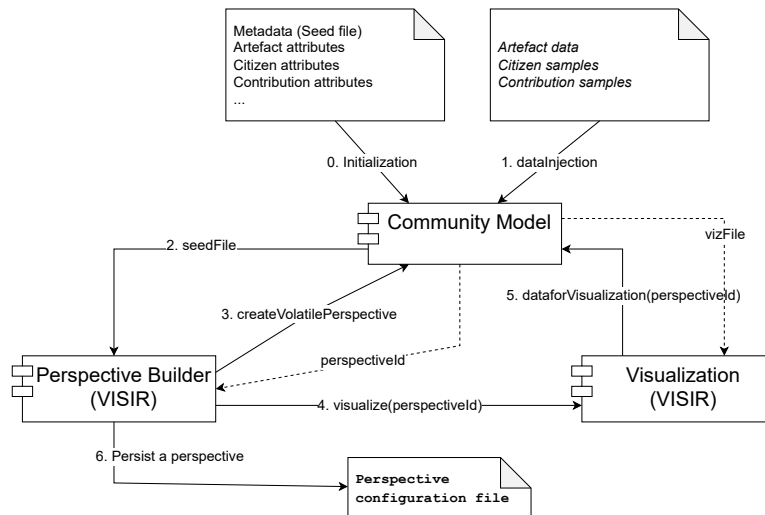 Metadata (Seed file)
Artefact attributes
Citizen attributes
Contribution attributes
...
Artefact data
Citizen samples
Contribution samples
0. Initialization
1. dataInjection
Community Model
2. seedFile
vizFile
5. dataforVisualization(perspectiveId)
3. createVolatilePerspective
perspectiveId
Perspective Builder
(VISIR)
Visualization
(VISIR)
4. visualize(perspectiveId)
6. Persist a perspective
Perspective
configuration file